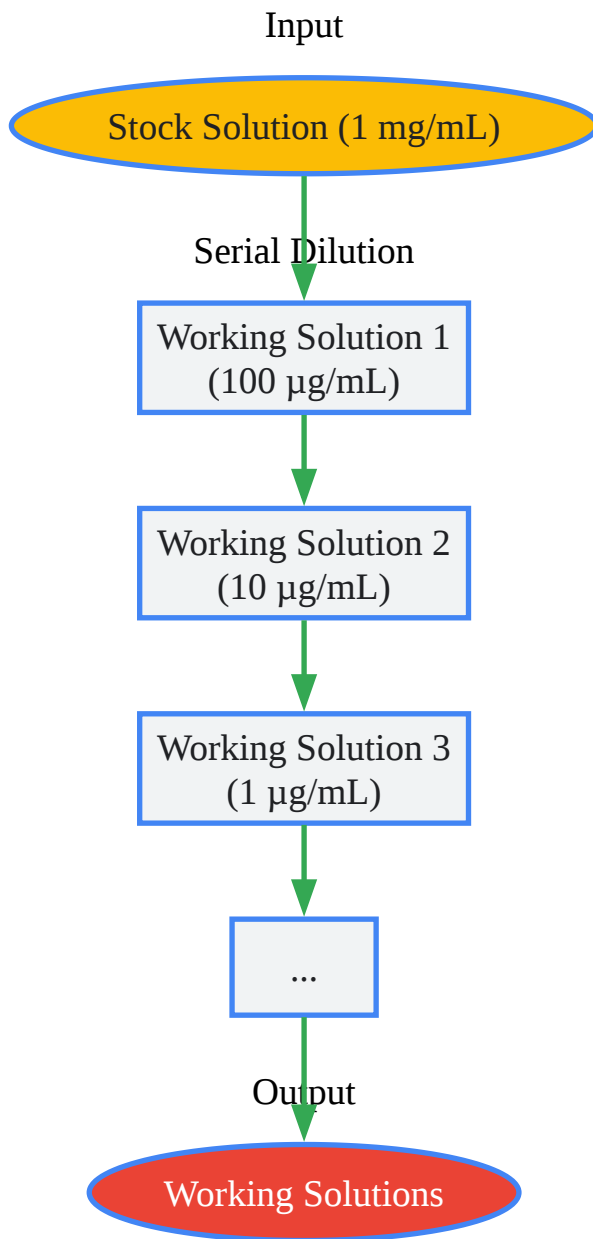 Input
Stock Solution (1 mg/mL)
Serial Dilution
Working Solution 1
(100 µg/mL)
Working Solution 2
(10 µg/mL)
Working Solution 3
(1 µg/mL)
...
Output
Working Solutions